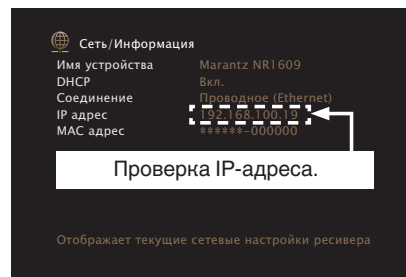 Сеть/Информация
Имя устройства Marantz NR1609
DHCP Вкл.
Соединение Проводное (Ethernet)
IP адрес 192.168.100.19
MAC адрес ******-000000
Проверка IP-адреса.
Отображает текущие сетевые настройки ресивера